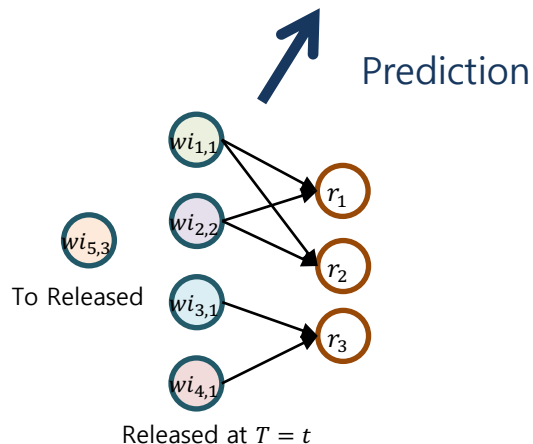 Prediction
wi1,1
r1
wi2,2
wi5,3
r2
To Released
wi3,1
r3
wi4,1
Released at T = t